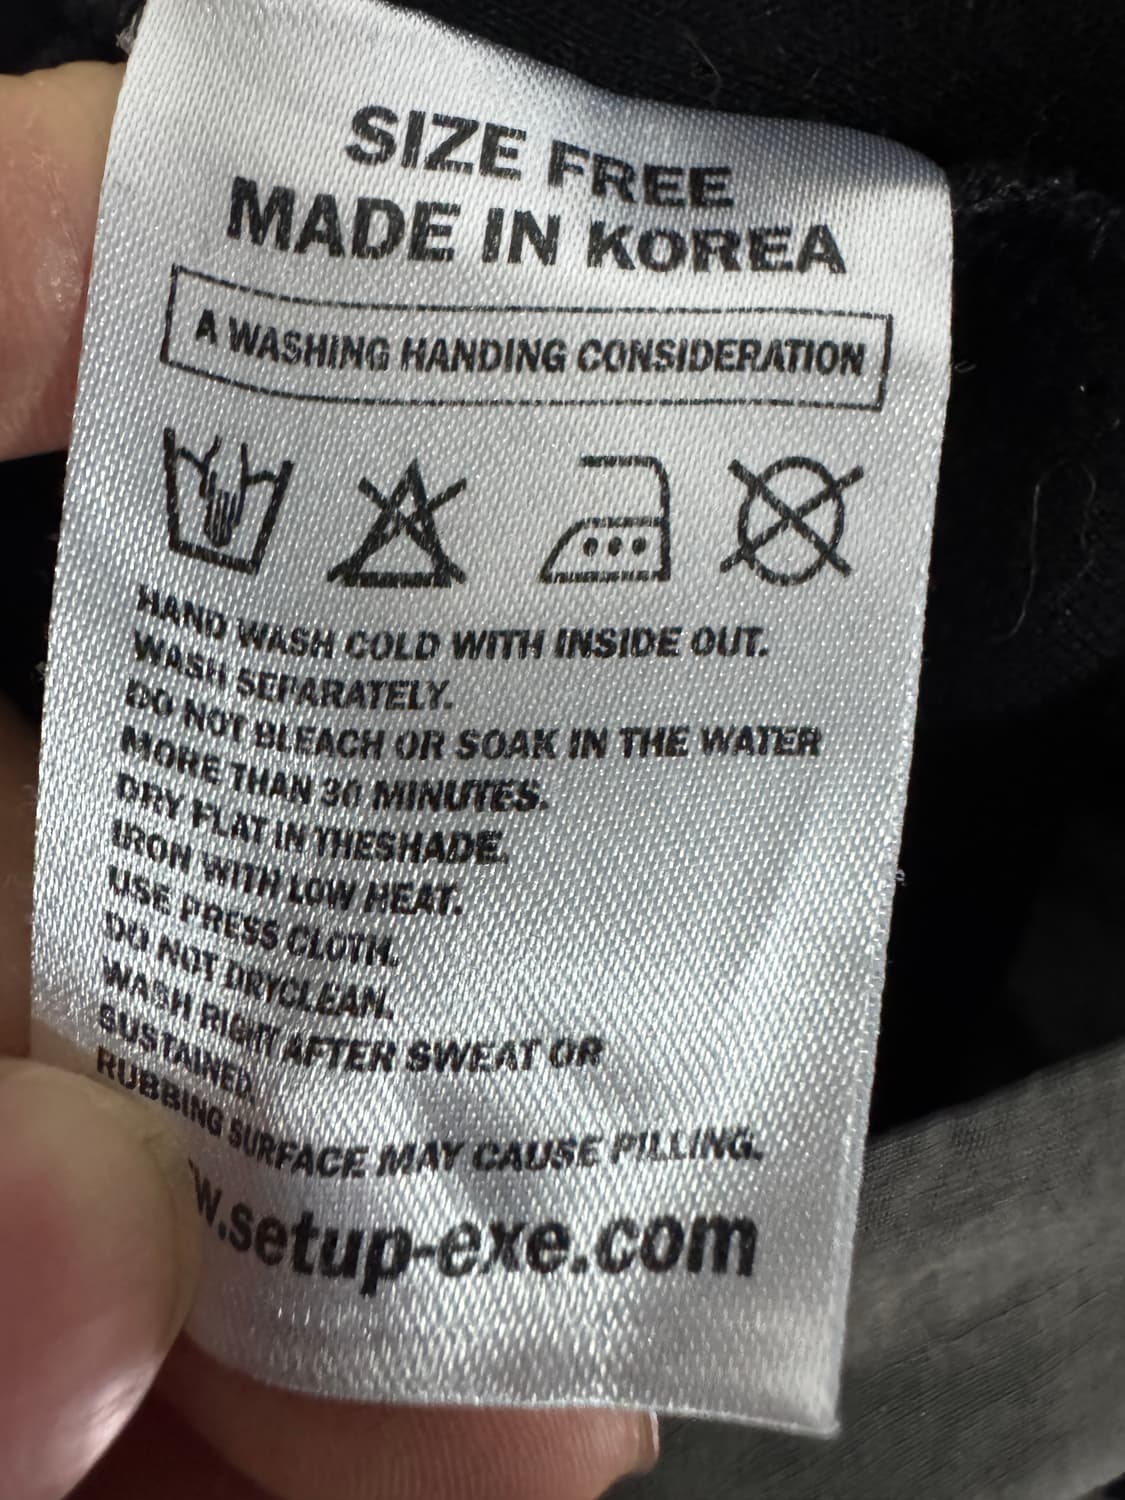 SIZE FREE
MADE IN KOREA
A WASHING HANDING CONSIDERATION
HAND WASH COLD WITH INSIDE OUT.
WASH SEPARATELY.
DO NOT BLEACH OR SOAK IN THE WATER
MORE THAN 30 MINUTES.
DRY FLAT IN THESHADE.
IRON WITH LOW HEAT.
USE PRESS CLOTH.
DO NOT DRYCLEAN.
WASH RIGHT AFTER SWEAT OR
SUSTAINED.
RUBBING SURFACE MAY CAUSE PILLING.
w.setup-exe.com